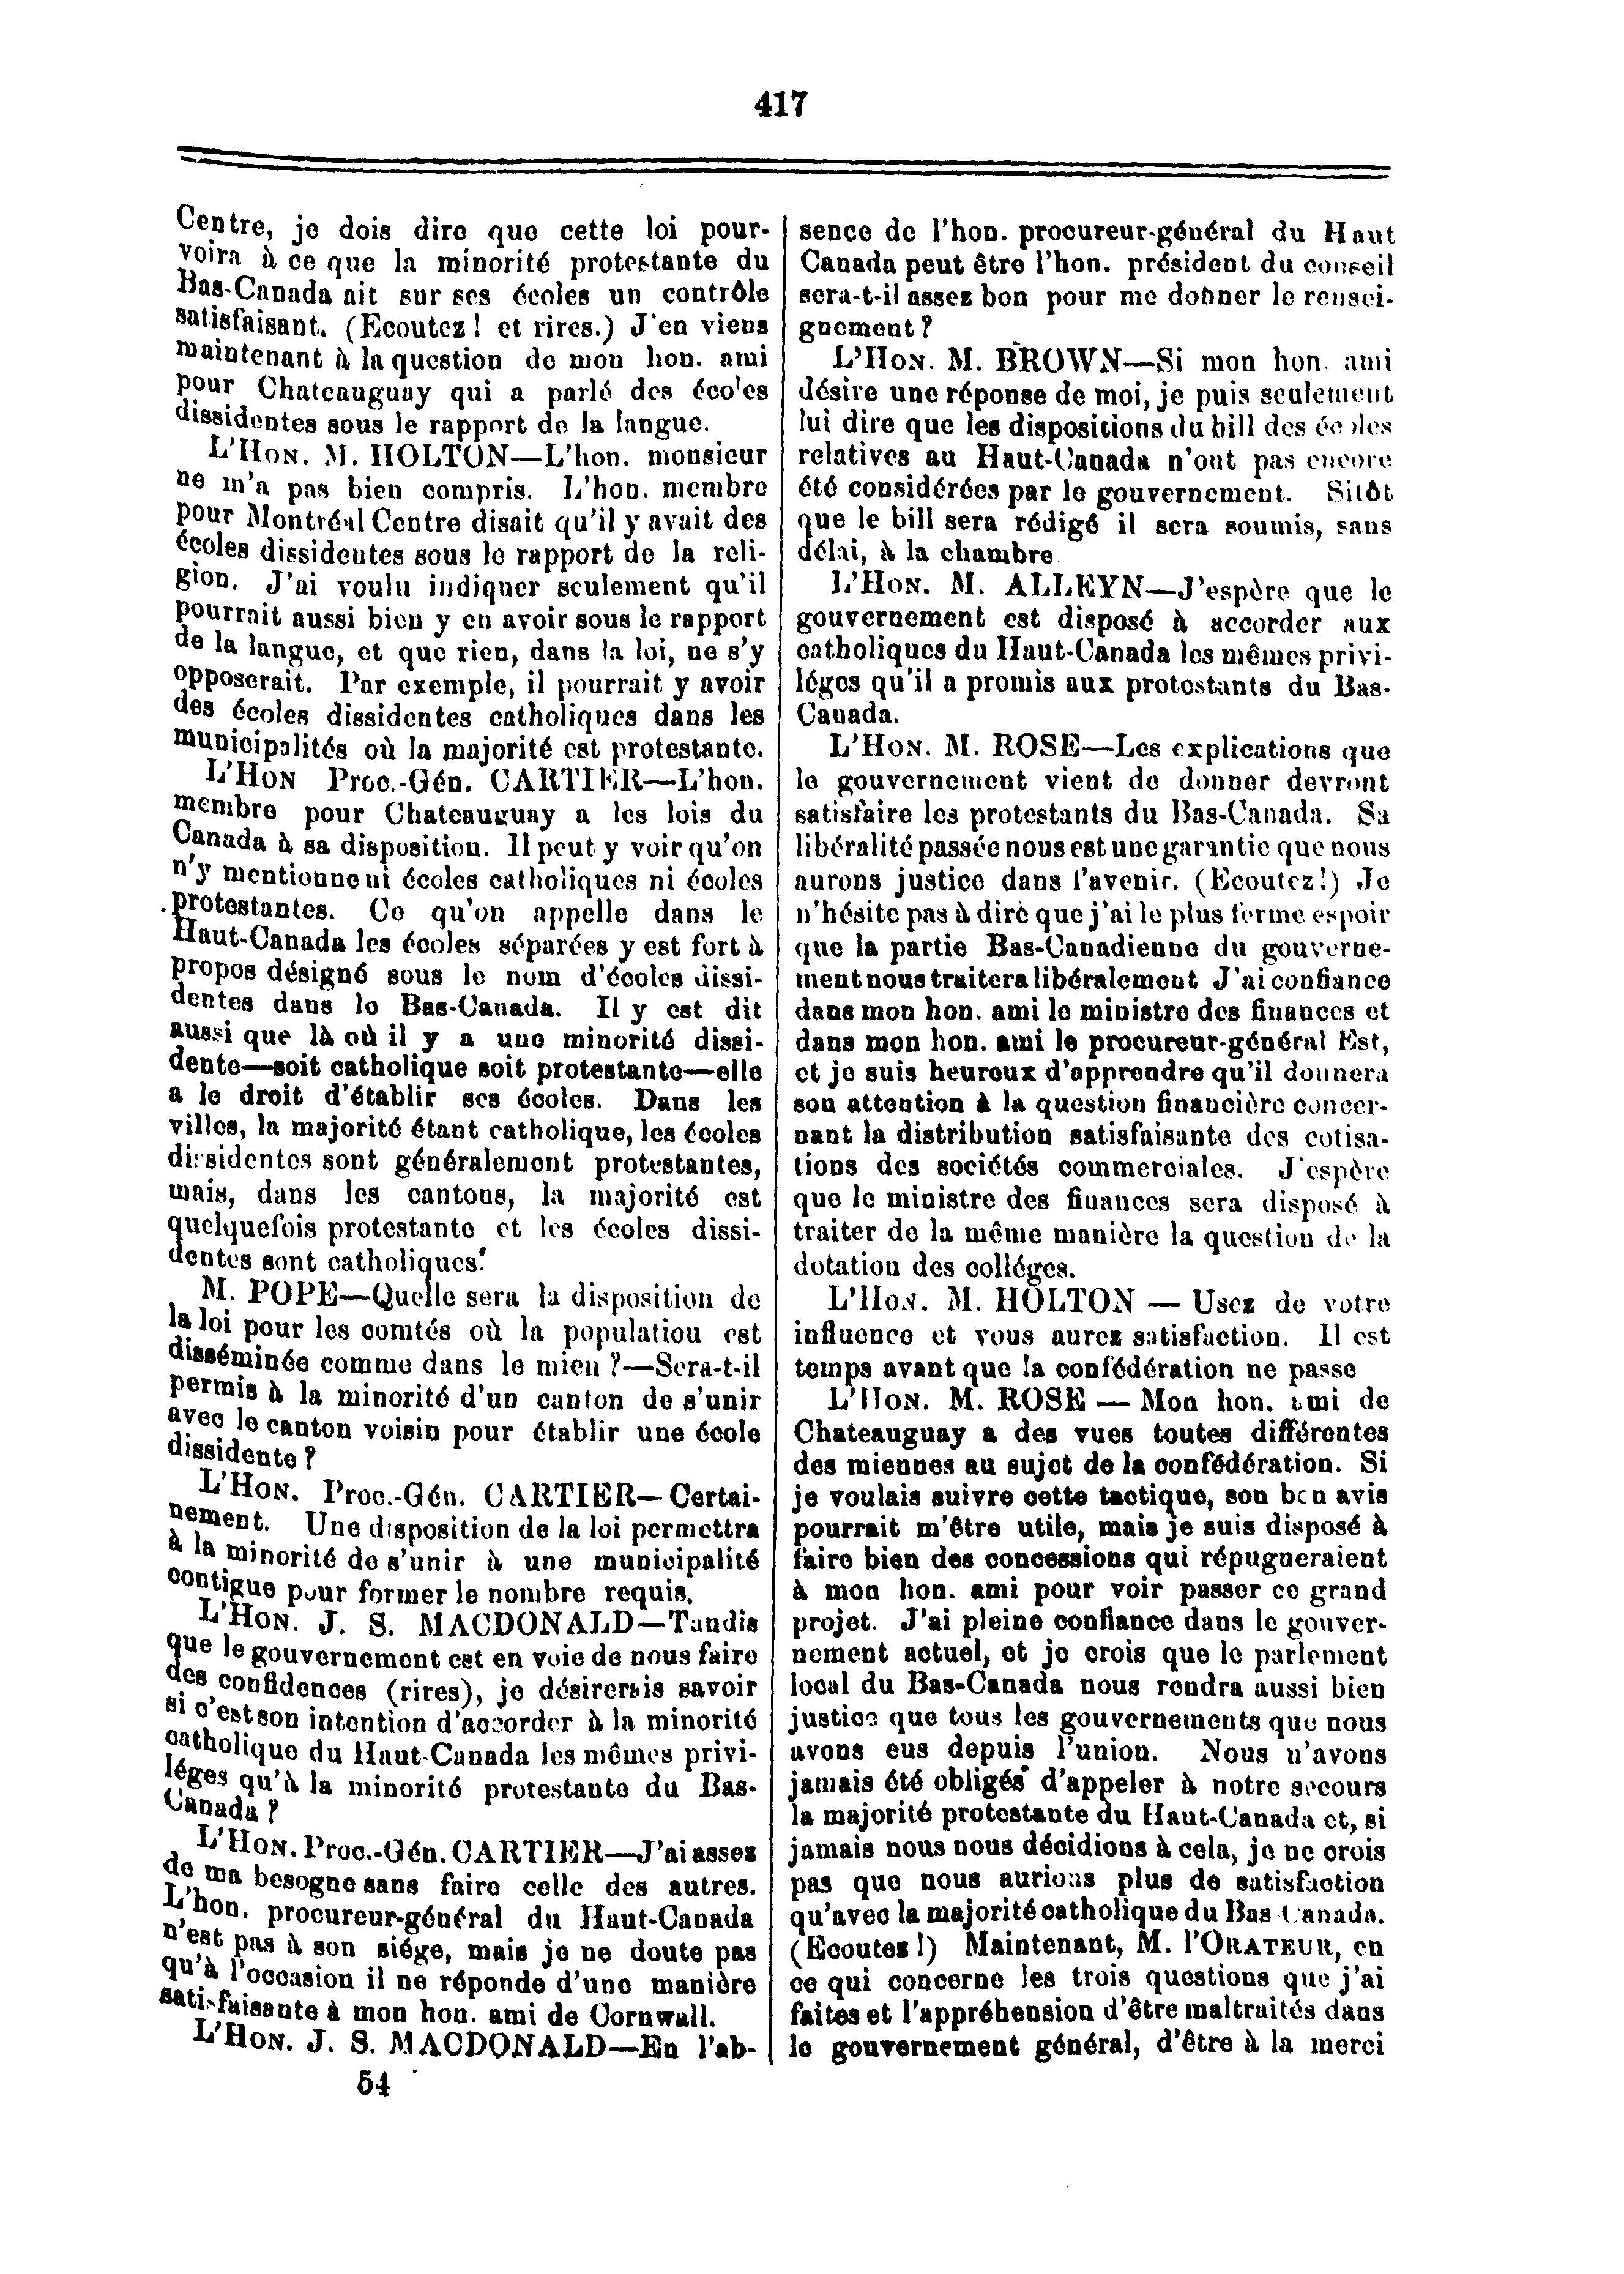 417
Centre, je dois dire que cette loi pour-
voira à ce que la minorité protestante du
Bas-Canada ait sur ses écoles un contrôle
satisfaisant. (Ecoutez! et rires.) J'en viens
maintenant à la question de mon hon. ami
pour Chateauguay qui a parlé des écoles
dissidentes sous le rapport de la langue.
L'HON. M. HOLTON—L'hon. monsieur
ne m'a pas bien compris. L'hon. membre
pour Montréal Centre disait qu'il y avait des
écoles dissidentes sous le rapport de la reli-
gion. J'ai voulu indiquer seulement qu'il
pourrait aussi bien y en avoir sous le rapport
de la langue, et que rien, dans la loi, ne s'y
opposerait. Par exemple, il pourrait y avoir
des écoles dissidentes catholiques dans les
municipalités où la majorité est protestante.
L'HON Proc.-Gén. CARTIER—L'hon.
membre pour Chateauguay a les lois du
Canada à sa disposition. Il peut y voir qu'on
n'y mentionne ni écoles catholiques ni écoles
protestantes. Ce qu'on appelle dans le
Haut-Canada les écoles séparées y est fort à
propos désigné sous le nom d'écoles dissi-
dentes dans le Bas-Canada. Il y est dit
aussi que là où il y a une minorité dissi-
dente—soit catholique soit protestante—elle
a le droit d'établir ses écoles. Dans les
villes, la majorité étant catholique, les écoles
dissidentes sont généralement protestantes,
mais, dans les cantons, la majorité est
quelquefois protestante et les écoles dissi-
dentes sont catholiques.
M. POPE—Quelle sera la disposition de
la loi pour les comtés où la population est
disséminée comme dans le mien ?—Sera-t-il
permis à la minorité d'un canton de s'unir
avec le canton voisin pour établir une école
dissidente ?
L'HON. Proc.-Gén. CARTIER—Certai-
nement. Une disposition de la loi permettra
à la minorité de s'unir à une municipalité
contigue pour former le nombre requis.
L'HON. J. S. MACDONALD—Tandis
que le gouvernement est en voie de nous faire
des confidences (rires), je désirerais savoir
si c'est son intention d'accorder à la minorité
catholique du Haut-Canada les mêmes privi-
léges qu'à la minorité protestante du Bas-
Canada ?
L'HON. Proc.-Gén. CARTIER—J'ai assez
de ma besogne sans faire celle des autres.
L'hon. procureur-général du Haut-Canada
n'est pas à son siége, mais je ne doute pas
qu'à l'occasion il ne réponde d'une manière
satisfaisante à mon hon. ami de Cornwall.
L'HON. J. S. MACDONALD—En l'ab-
54
sence de l'hon. procureur-général du Haut
Canada peut être l'hon. président du conseil
sera-t-il assez bon pour me donner le rensei-
gnement ?
L'HON. M. BROWN—Si mon hon. ami
désire une réponse de moi, je puis seulement
lui dire que les dispositions du bill des écoles
relatives au Haut-Canada n'ont pas encore
été considérées par le gouvernement. Sitôt
que le bill sera rédigé il sera soumis, sans
délai, à la chambre.
L'HON. M. ALLEYN—J'espère que le
gouvernement est disposé à accorder aux
catholiques du Haut-Canada les mêmes privi-
léges qu'il a promis aux protestants du Bas-
Canada.
L'HON. M. ROSE—Les explications que
le gouvernement vient de donner devront
satisfaire les protestants du Bas-Canada. Sa
libéralité passée nous est une garantie que nous
aurons justice dans l'avenir. (Ecoutez!) Je
n'hésite pas à dire que j'ai le plus ferme espoir
que la partie Bas-Canadienne du gouverne-
ment nous traitera libéralement J'ai confiance
dans mon hon. ami le ministre des finances et
dans mon hon. ami le procureur-général Est,
et je suis heureux d'apprendre qu'il donnera
son attention à la question financière concer-
nant la distribution satisfaisante des cotisa-
tions des sociétés commerciales. J'espère
que le ministre des finances sera disposé à
traiter de la même manière la question de la
dotation des colléges.
L'HON. M. HOLTON — Usez de votre
influence et vous aurez satisfaction. Il est
temps avant que la confédération ne passe
L'HON. M. ROSE — Mon hon. ami de
Chateauguay a des vues toutes différentes
des miennes au sujet de la confédération. Si
je voulais suivre cette tactique, son bon avis
pourrait m'être utile, mais je suis disposé à
faire bien des concessions qui répugneraient
à mon hon. ami pour voir passer ce grand
projet. J'ai pleine confiance dans le gouver-
nement actuel, et je crois que le parlement
local du Bas-Canada nous rendra aussi bien
justice que tous les gouvernements que nous
avons eus depuis l'union. Nous n'avons
jamais été obligés d'appeler à notre secours
la majorité protestante du Haut-Canada et, si
jamais nous nous décidions à cela, je ne crois
pas que nous aurions plus de satisfaction
qu'avec la majorité catholique du Bas Canada.
(Ecoutez !) Maintenant, M. l'ORATEUR, en
ce qui concerne les trois questions que j'ai
faites et l'appréhension d'être maltraités dans
le gouvernement général, d'être à la merci